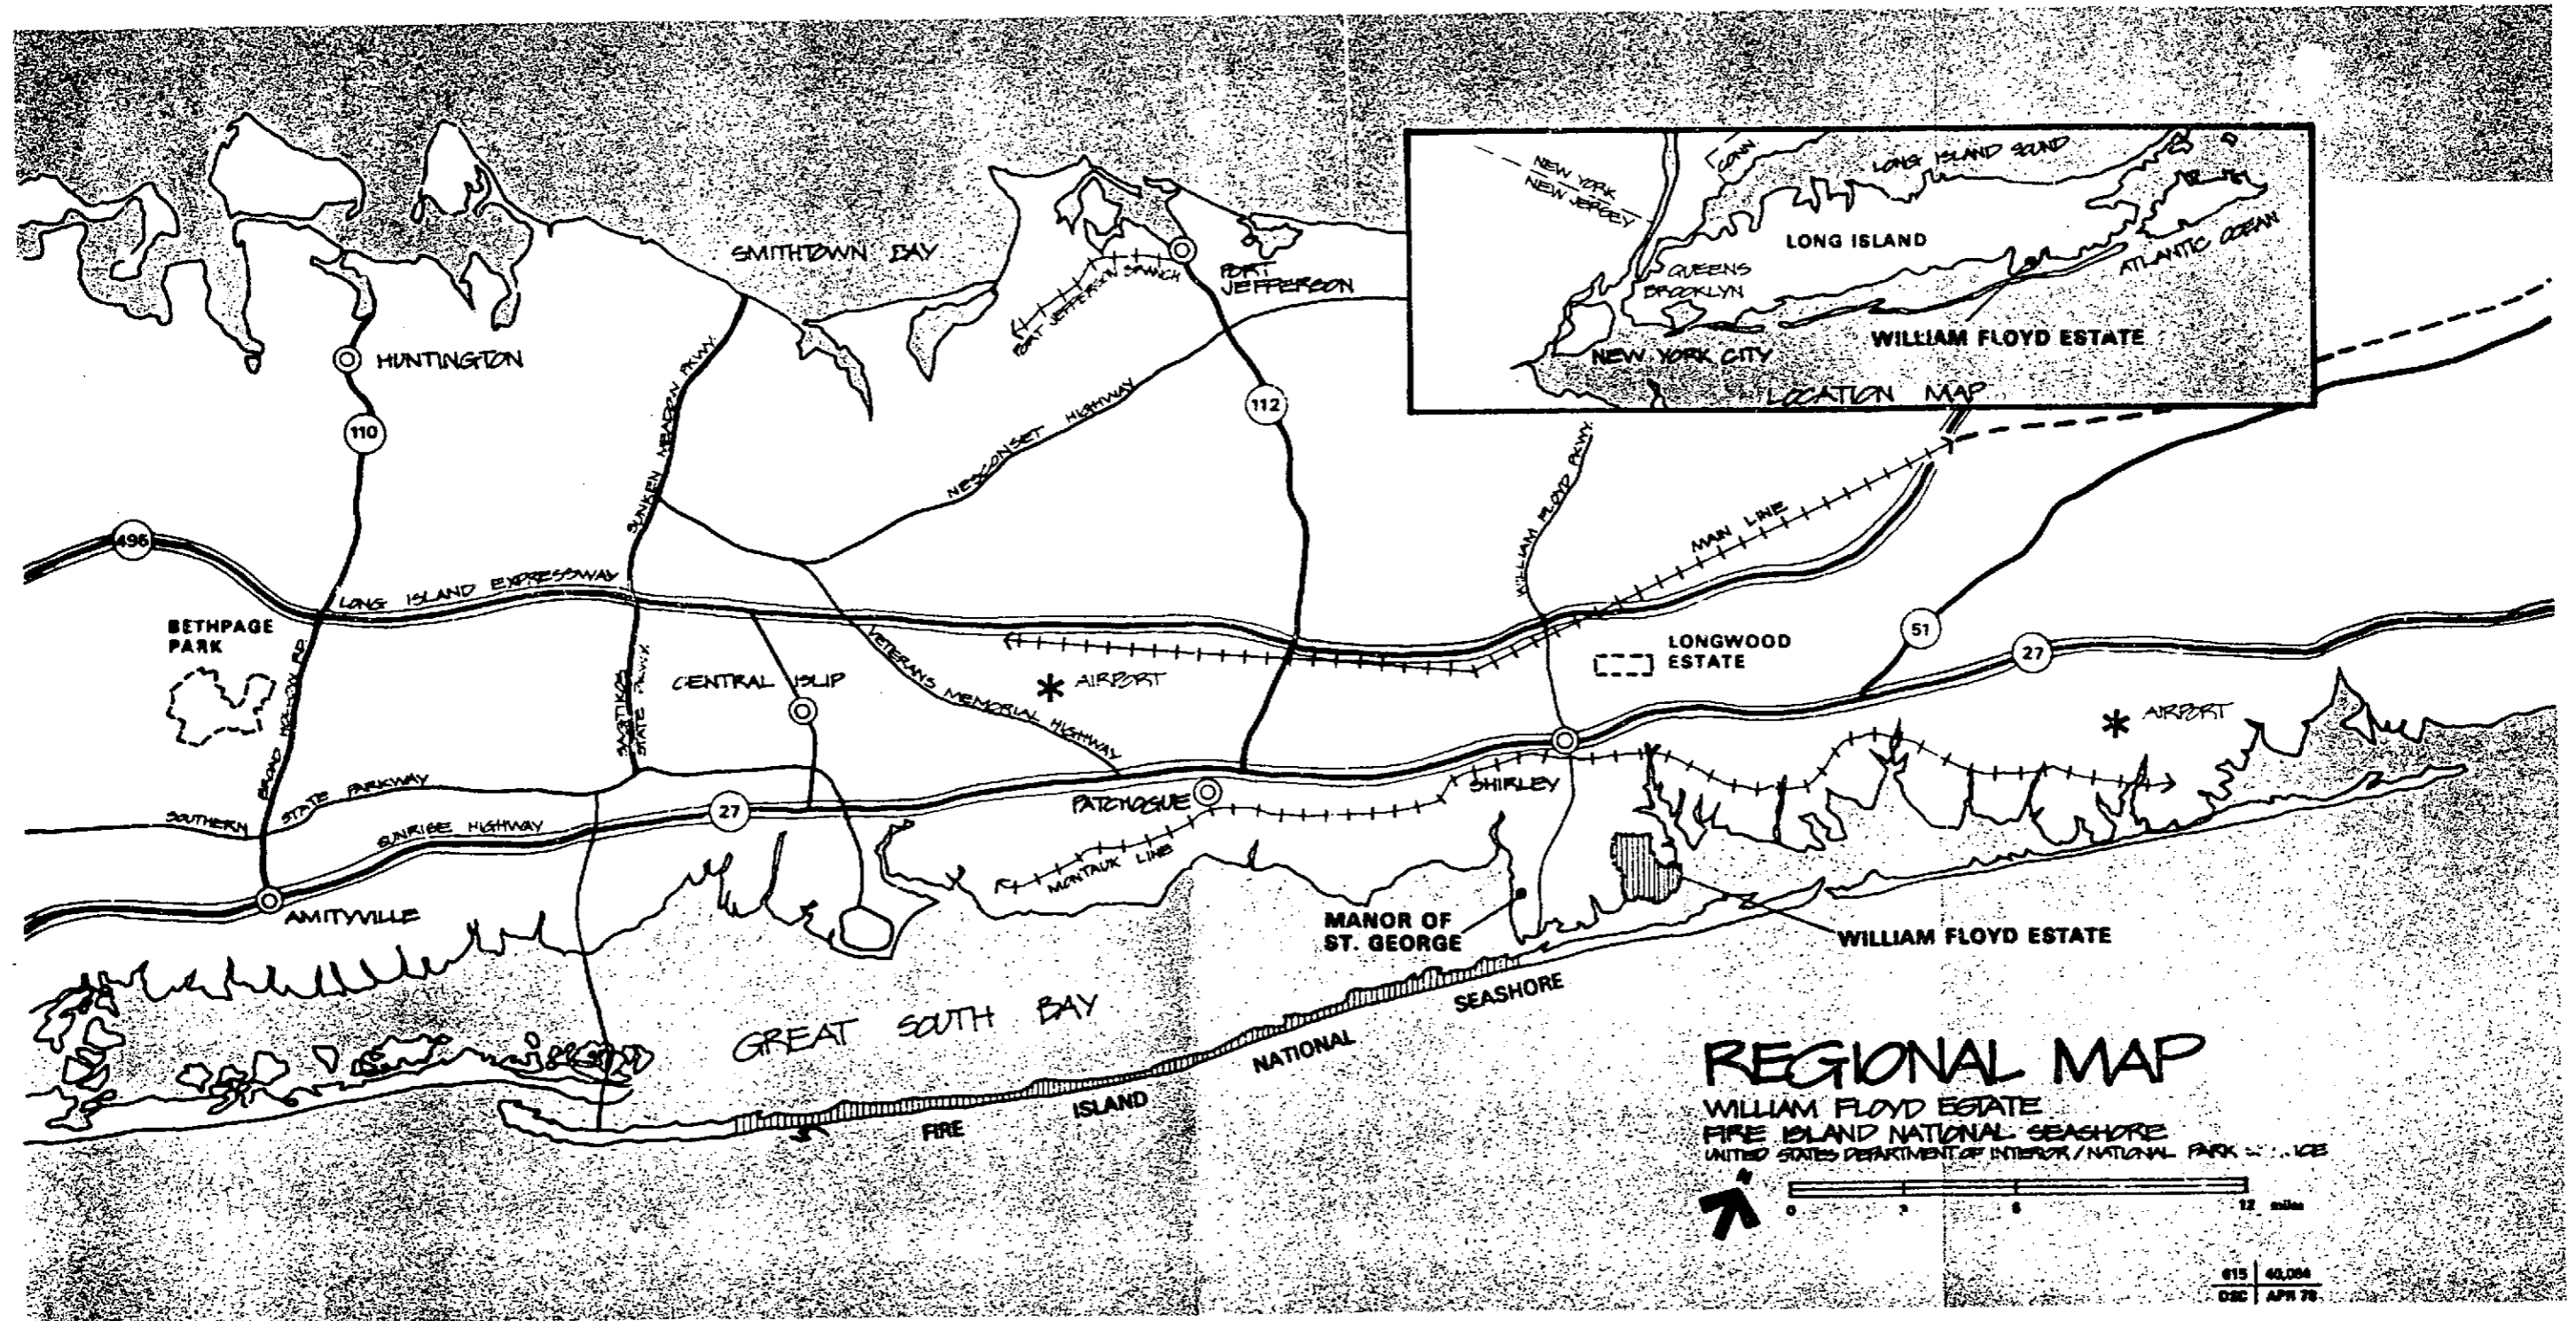 NEW YORK
NEW JERSEY
CONN
LONG ISLAND SOUND
LONG ISLAND
ATLANTIC OCEAN
QUEENS
BROOKLYN
WILLIAM FLOYD ESTATE
NEW YORK CITY
LOCATION MAP
SMITHTOWN BAY
PORT JEFFERSON BRANCH
PORT
JEFFERSON
HUNTINGTON
110
SUNKEN MEADOW PKWY.
NESCONSET HIGHWAY
112
WILLIAM FLOYD PKWY.
MAIN LINE
495
LONG ISLAND EXPRESSWAY
BETHPAGE
PARK
BROAD HOLLOW RD.
SAGTIKOS
STATE PKWY.
CENTRAL ISLIP
VETERANS MEMORIAL HIGHWAY
AIRPORT
LONGWOOD
ESTATE
51
27
AIRPORT
SOUTHERN STATE PARKWAY
SUNRISE HIGHWAY
27
PATCHOGUE
SHIRLEY
MONTAUK LINE
AMITYVILLE
MANOR OF
ST. GEORGE
WILLIAM FLOYD ESTATE
GREAT SOUTH BAY
FIRE ISLAND NATIONAL SEASHORE
REGIONAL MAP
WILLIAM FLOYD ESTATE
FIRE ISLAND NATIONAL SEASHORE
UNITED STATES DEPARTMENT OF INTERIOR / NATIONAL PARK
0 3 6 12 miles
615 40,084
DSC APR 78